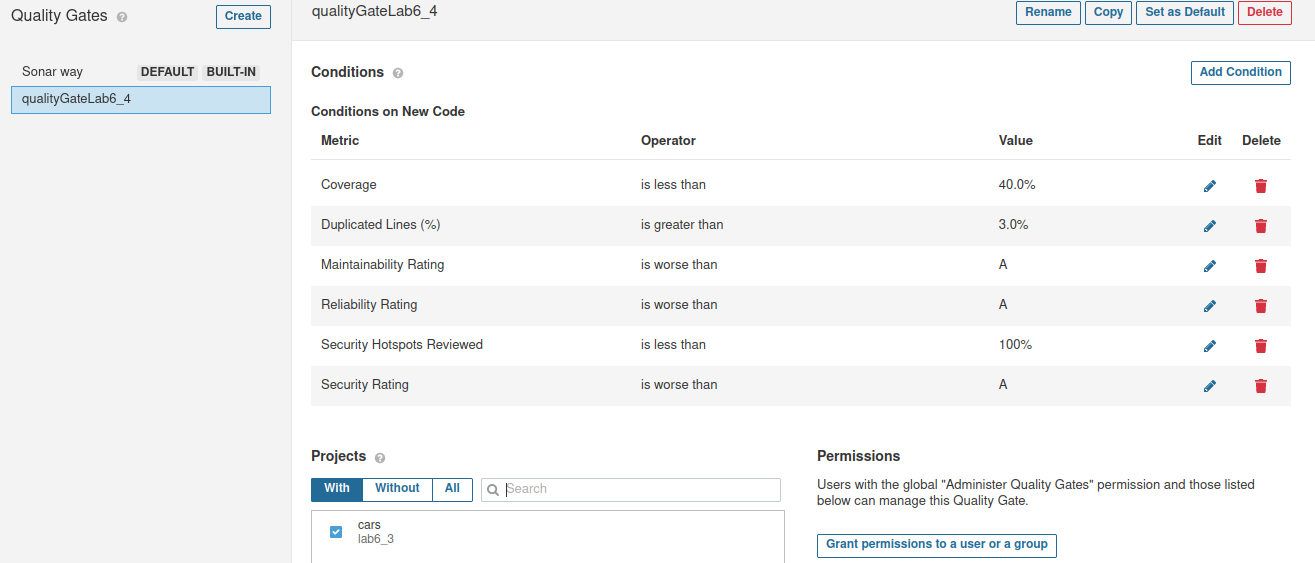 Quality Gates
Create
Sonar way DEFAULT BUILT-IN
qualityGateLab6_4
qualityGateLab6_4
Rename Copy Set as Default Delete
Conditions
Add Condition
Conditions on New Code
Metric Operator Value Edit Delete
Coverage is less than 40.0%
Duplicated Lines (%) is greater than 3.0%
Maintainability Rating is worse than A
Reliability Rating is worse than A
Security Hotspots Reviewed is less than 100%
Security Rating is worse than A
Projects
With Without All Search
cars
lab6_3
Permissions
Users with the global "Administer Quality Gates" permission and those listed
below can manage this Quality Gate.
Grant permissions to a user or a group